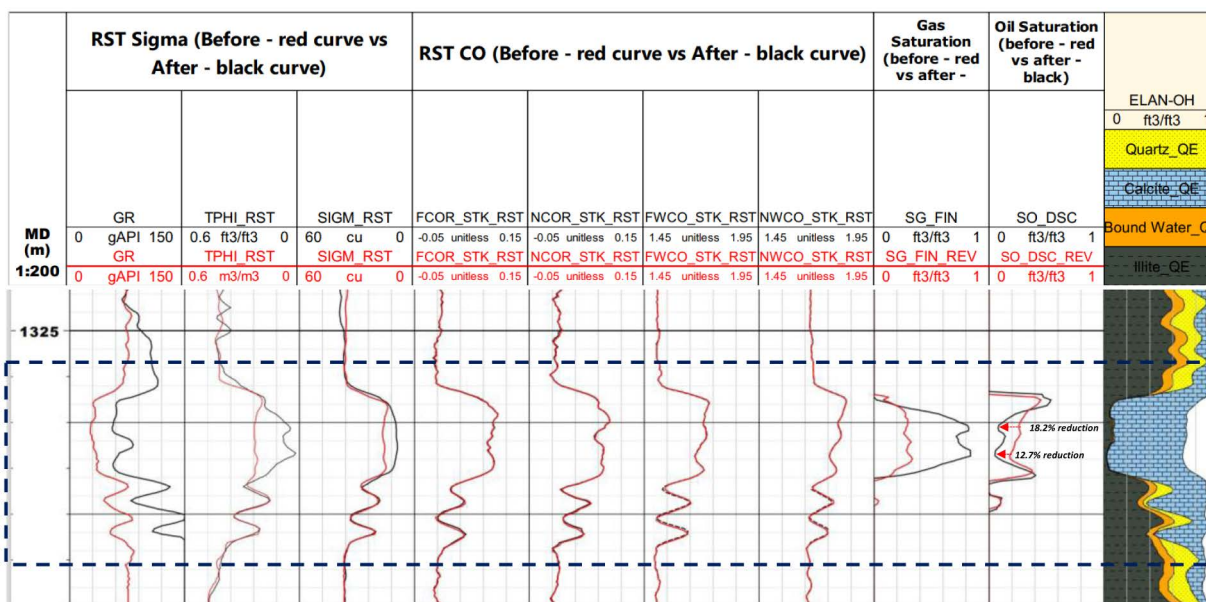 RST Sigma (Before - red curve vs
After - black curve)
RST CO (Before - red curve vs After - black curve)
Gas
Saturation
(before - red
vs after -
Oil Saturation
(before - red
vs after -
black)
ELAN-OH
0 ft3/ft3 1
Quartz_QE
Calcite_QE
Bound Water_
Illite_QE
MD
(m)
1:200
GR TPHI_RST SIGM_RST FCOR_STK_RST NCOR_STK_RST FWCO_STK_RST NWCO_STK_RST SG_FIN SO_DSC
0 gAPI 150 0.6 ft3/ft3 0 60 cu 0 -0.05 unitless 0.15 -0.05 unitless 0.15 1.45 unitless 1.95 1.45 unitless 1.95 0 ft3/ft3 1 0 ft3/ft3 1
GR TPHI_RST SIGM_RST FCOR_STK_RST NCOR_STK_RST FWCO_STK_RST NWCO_STK_RST SG_FIN_REV SO_DSC_REV
0 gAPI 150 0.6 m3/m3 0 60 cu 0 -0.05 unitless 0.15 -0.05 unitless 0.15 1.45 unitless 1.95 1.45 unitless 1.95 0 ft3/ft3 1 0 ft3/ft3 1
1325
18.2% reduction
12.7% reduction